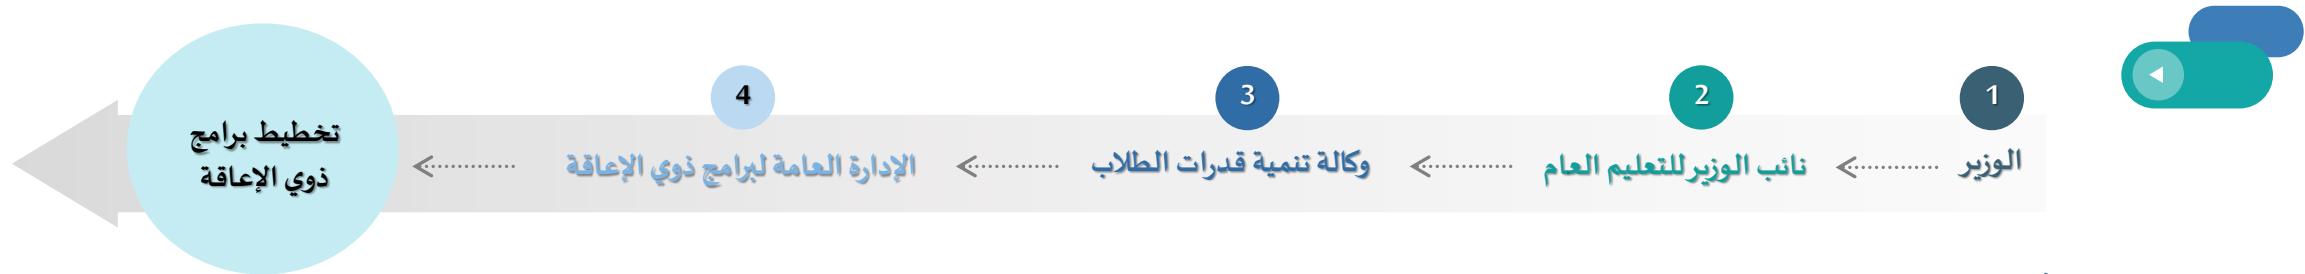 1
الوزير
2
نائب الوزير للتعليم العام
3
وكالة تنمية قدرات الطلاب
4
الإدارة العامة لبرامج ذوي الإعاقة
تخطيط برامج
ذوي الإعاقة